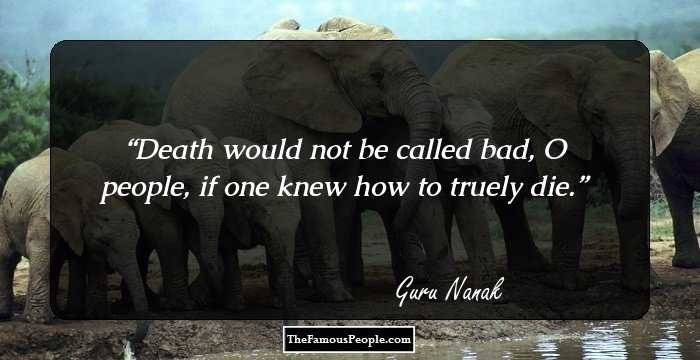 “Death would not be called bad, O
people, if one knew how to truely die.”
Guru Nanak
TheFamousPeople.com